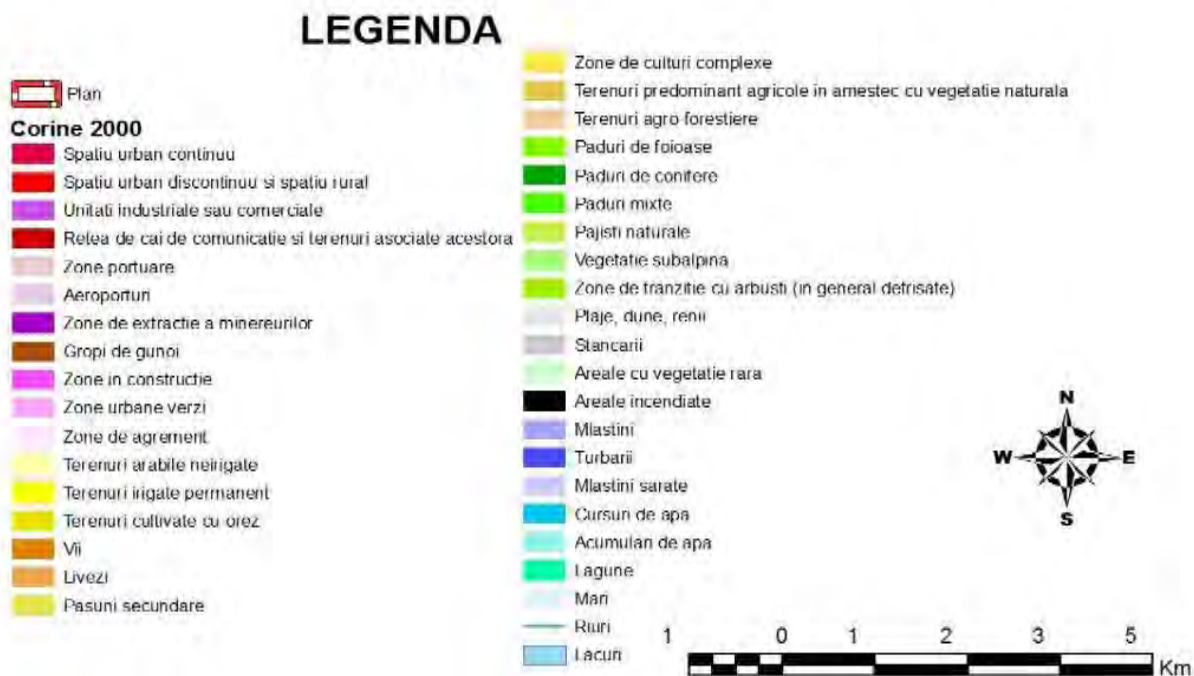 LEGENDA
Plan
Corine 2000
Spatiu urban continuu
Spatiu urban discontinuu si spatiu rural
Unitati industriale sau comerciale
Retea de cai de comunicatie si terenuri asociate acestora
Zone portuare
Aeroporturi
Zone de extractie a minereurilor
Gropi de gunoi
Zone in constructie
Zone urbane verzi
Zone de agrement
Terenuri arabile neirigate
Terenuri irigate permanent
Terenuri cultivate cu orez
Vii
Livezi
Pasuni secundare
Zone de culturi complexe
Terenuri predominant agricole in amestec cu vegetatie naturala
Terenuri agro-forestiere
Paduri de foioase
Paduri de conifere
Paduri mixte
Pajisti naturale
Vegetatie subalpina
Zone de tranzitie cu arbusti (in general defrisate)
Plaje, dune, renii
Stancarii
Areale cu vegetatie rara
Areale incendiate
Mlastini
Turbarii
Mlastini sarate
Cursuri de apa
Acumulari de apa
Lagune
Mari
Riuri
Lacuri
N
W E
S
1 0 1 2 3 5
Km